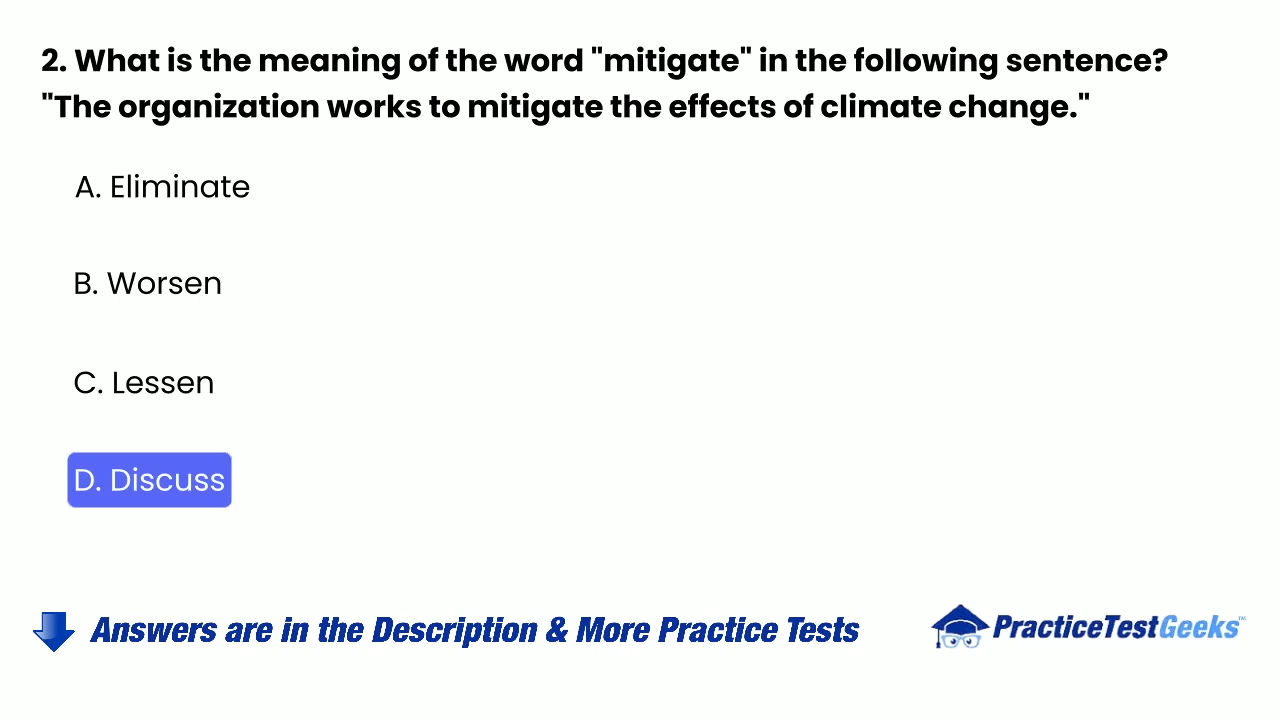 2. What is the meaning of the word "mitigate" in the following sentence?
"The organization works to mitigate the effects of climate change."
A. Eliminate
B. Worsen
C. Lessen
D. Discuss
Answers are in the Description & More Practice Tests
PracticeTestGeeks™